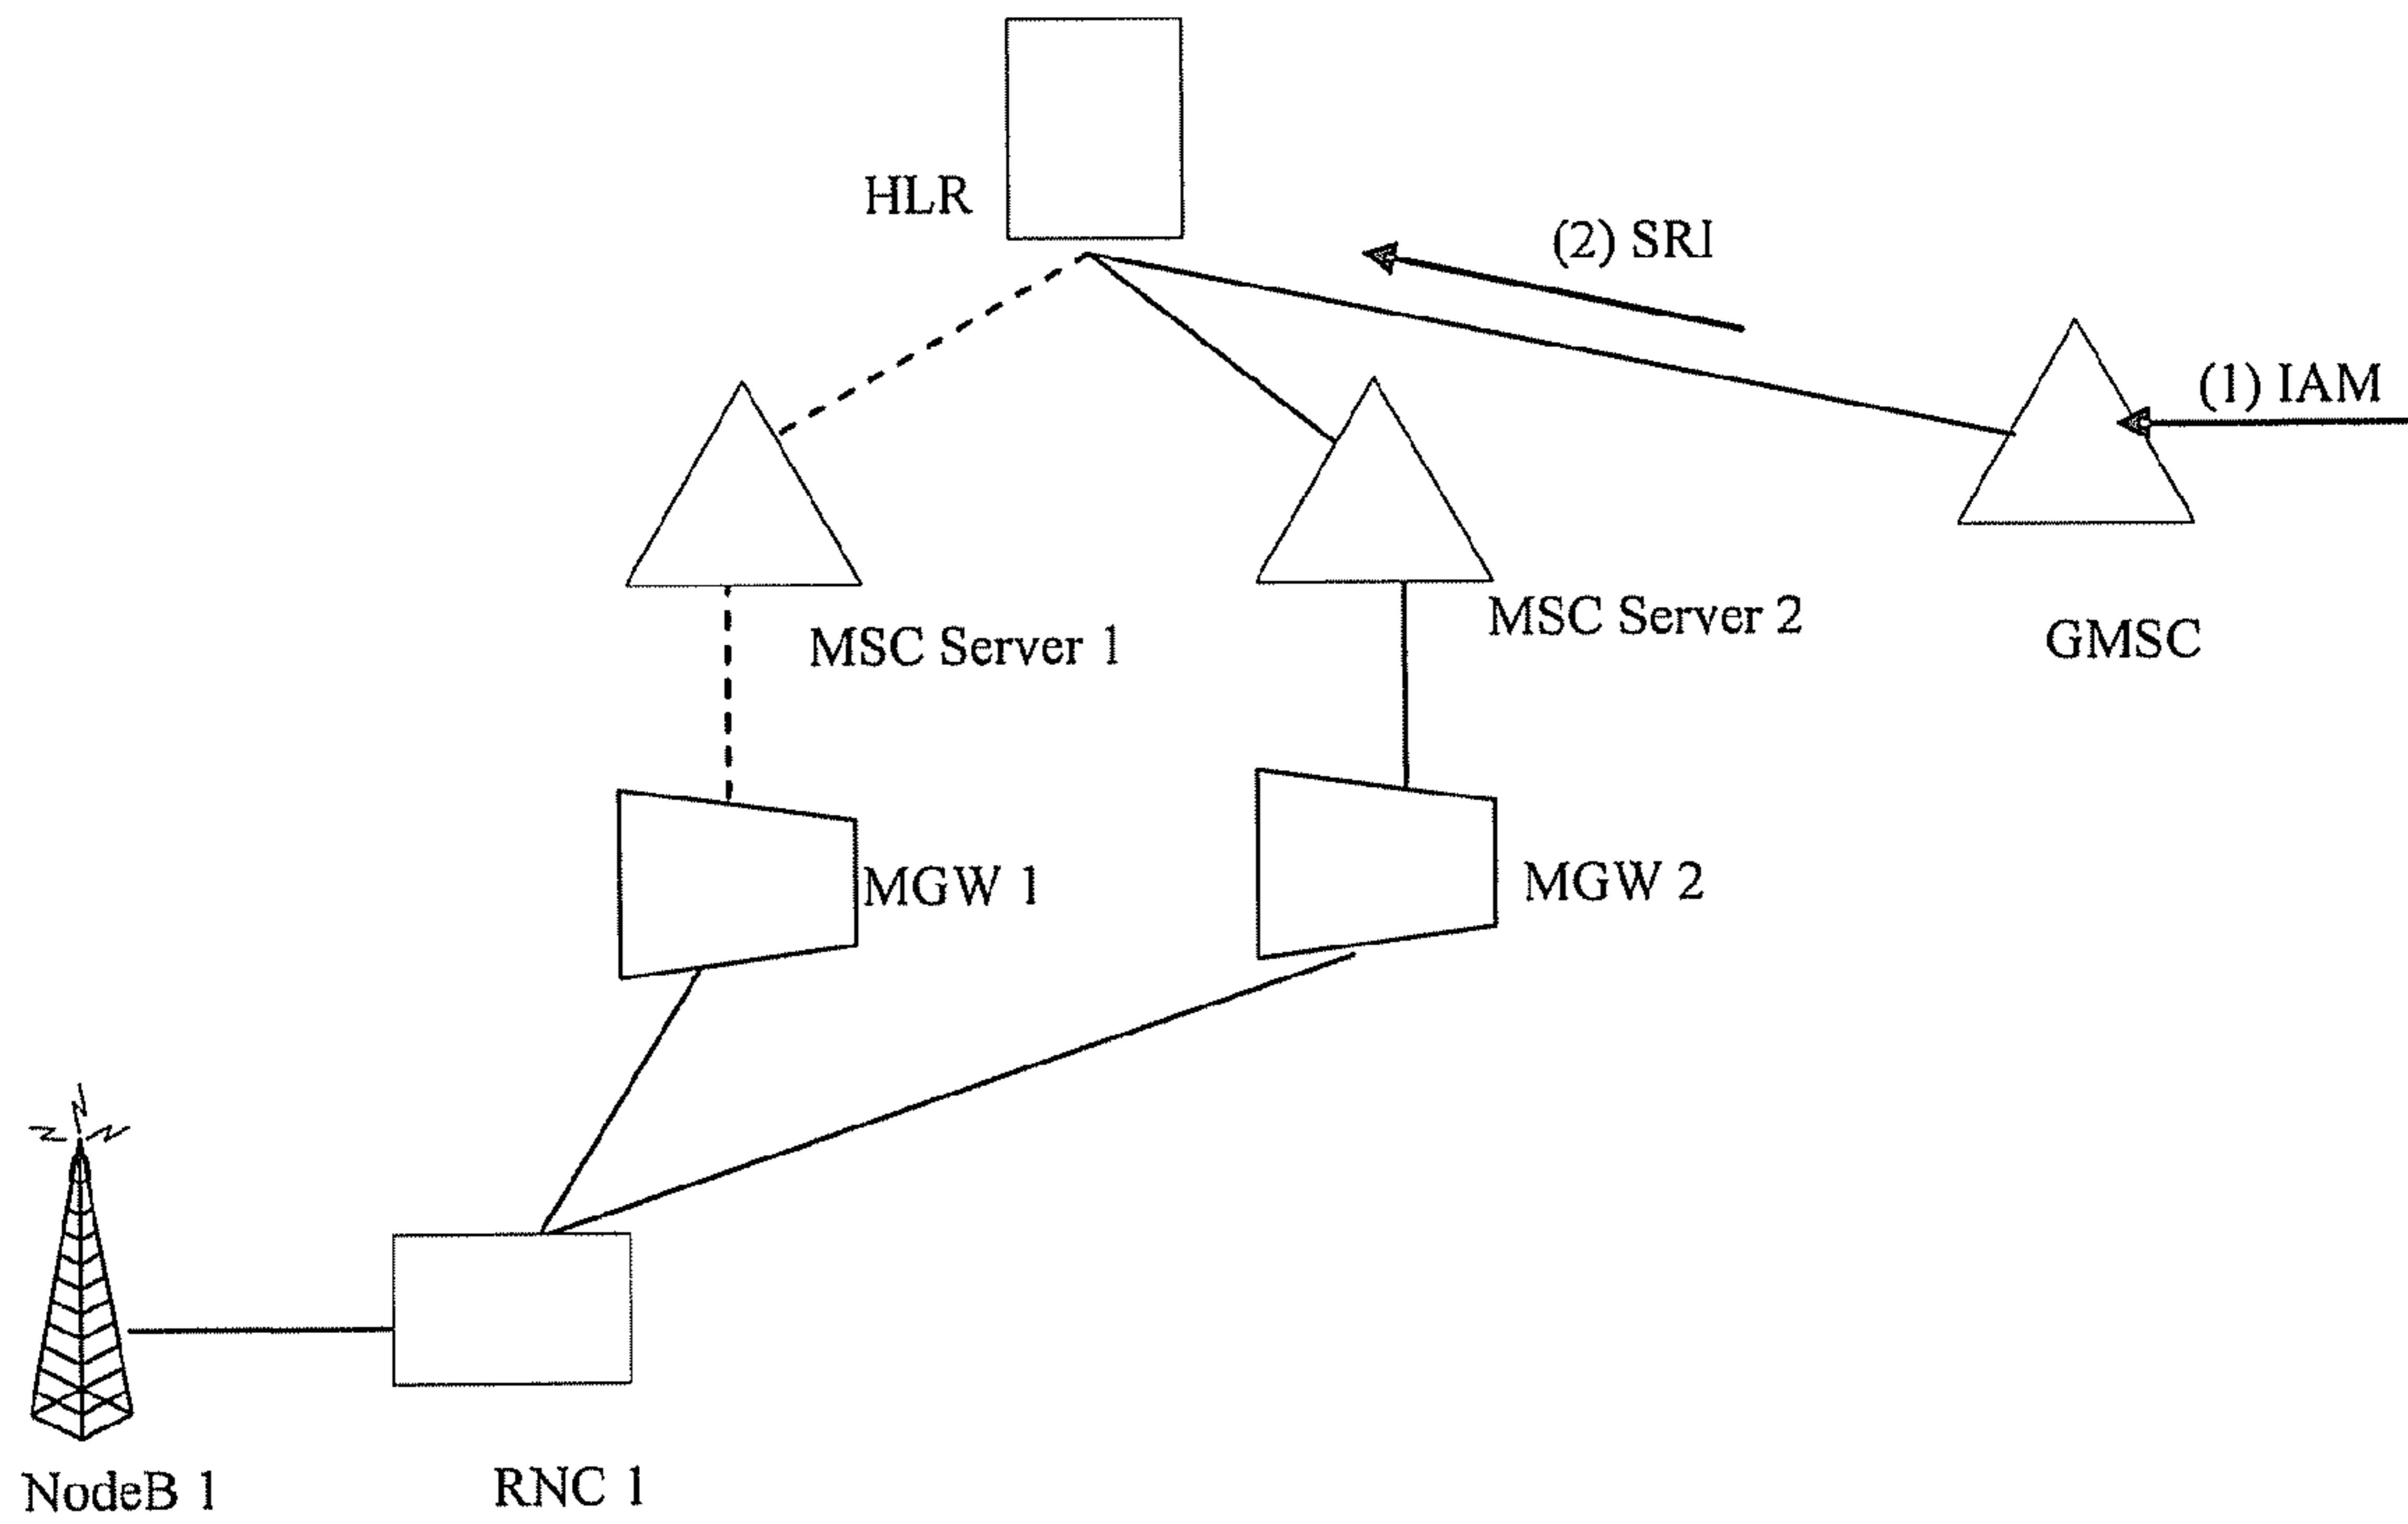 HLR
(2) SRI
(1) IAM
MSC Server 1
MSC Server 2
GMSC
MGW 1
MGW 2
NodeB 1
RNC 1